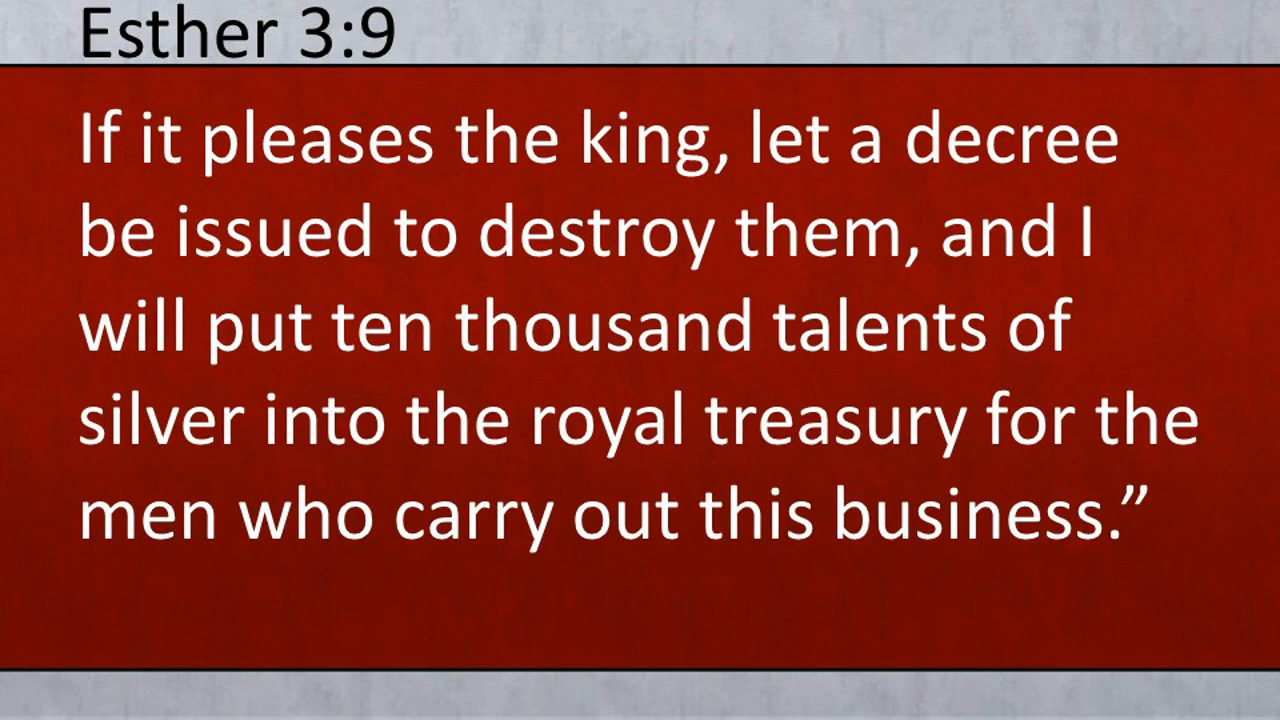 Esther 3:9
If it pleases the king, let a decree
be issued to destroy them, and I
will put ten thousand talents of
silver into the royal treasury for the
men who carry out this business.”